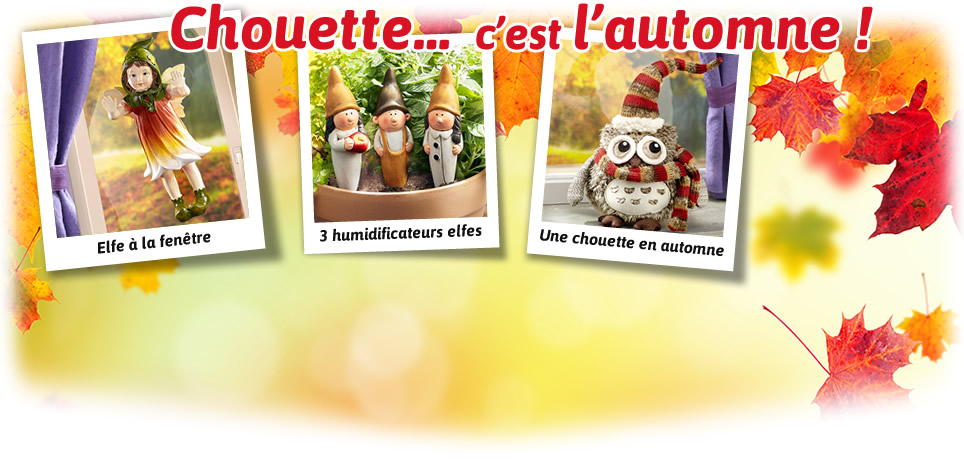 Chouette... c'est l'automne !
Elfe à la fenêtre
3 humidificateurs elfes
Une chouette en automne